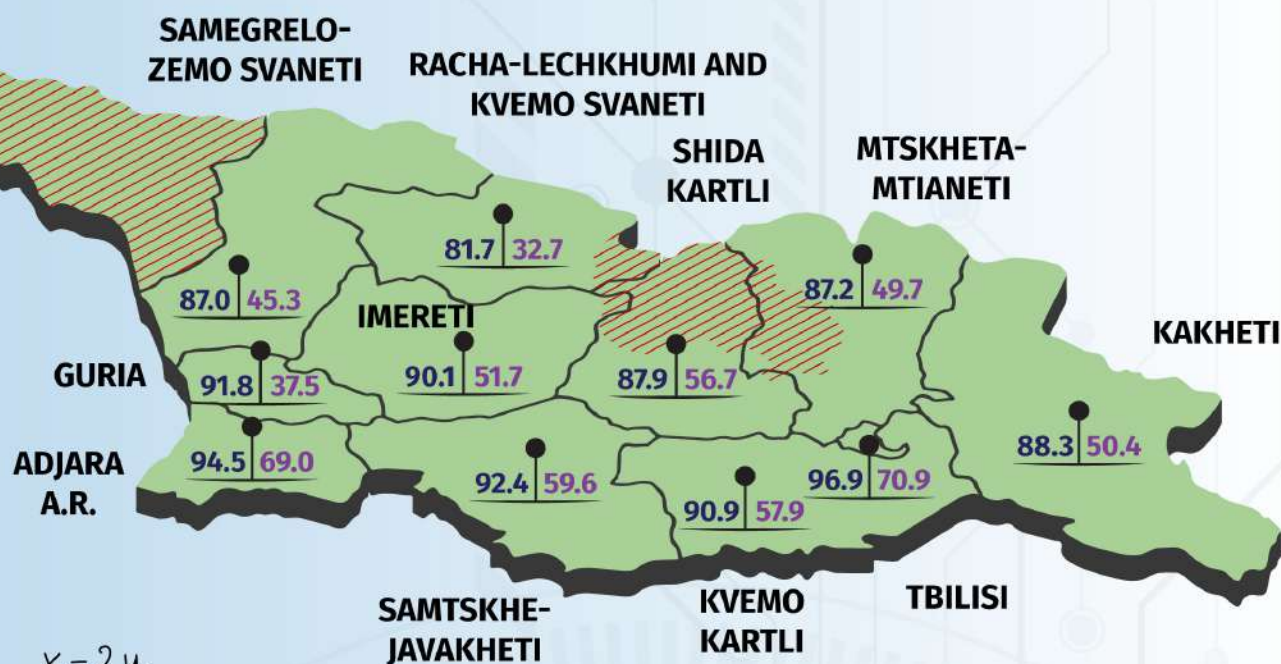 SAMEGRELO-
ZEMO SVANETI
RACHA-LECHKHUMI AND
KVEMO SVANETI
SHIDA
KARTLI
MTSKHETA-
MTIANETI
81.7 32.7
87.2 49.7
87.0 45.3
IMERETI
KAKHETI
GURIA
91.8 37.5
90.1 51.7
87.9 56.7
ADJARA
A.R.
94.5 69.0
92.4 59.6
90.9 57.9
96.9 70.9
88.3 50.4
SAMTSKHE-
JAVAKHETI
KVEMO
KARTLI
TBILISI
x=2y